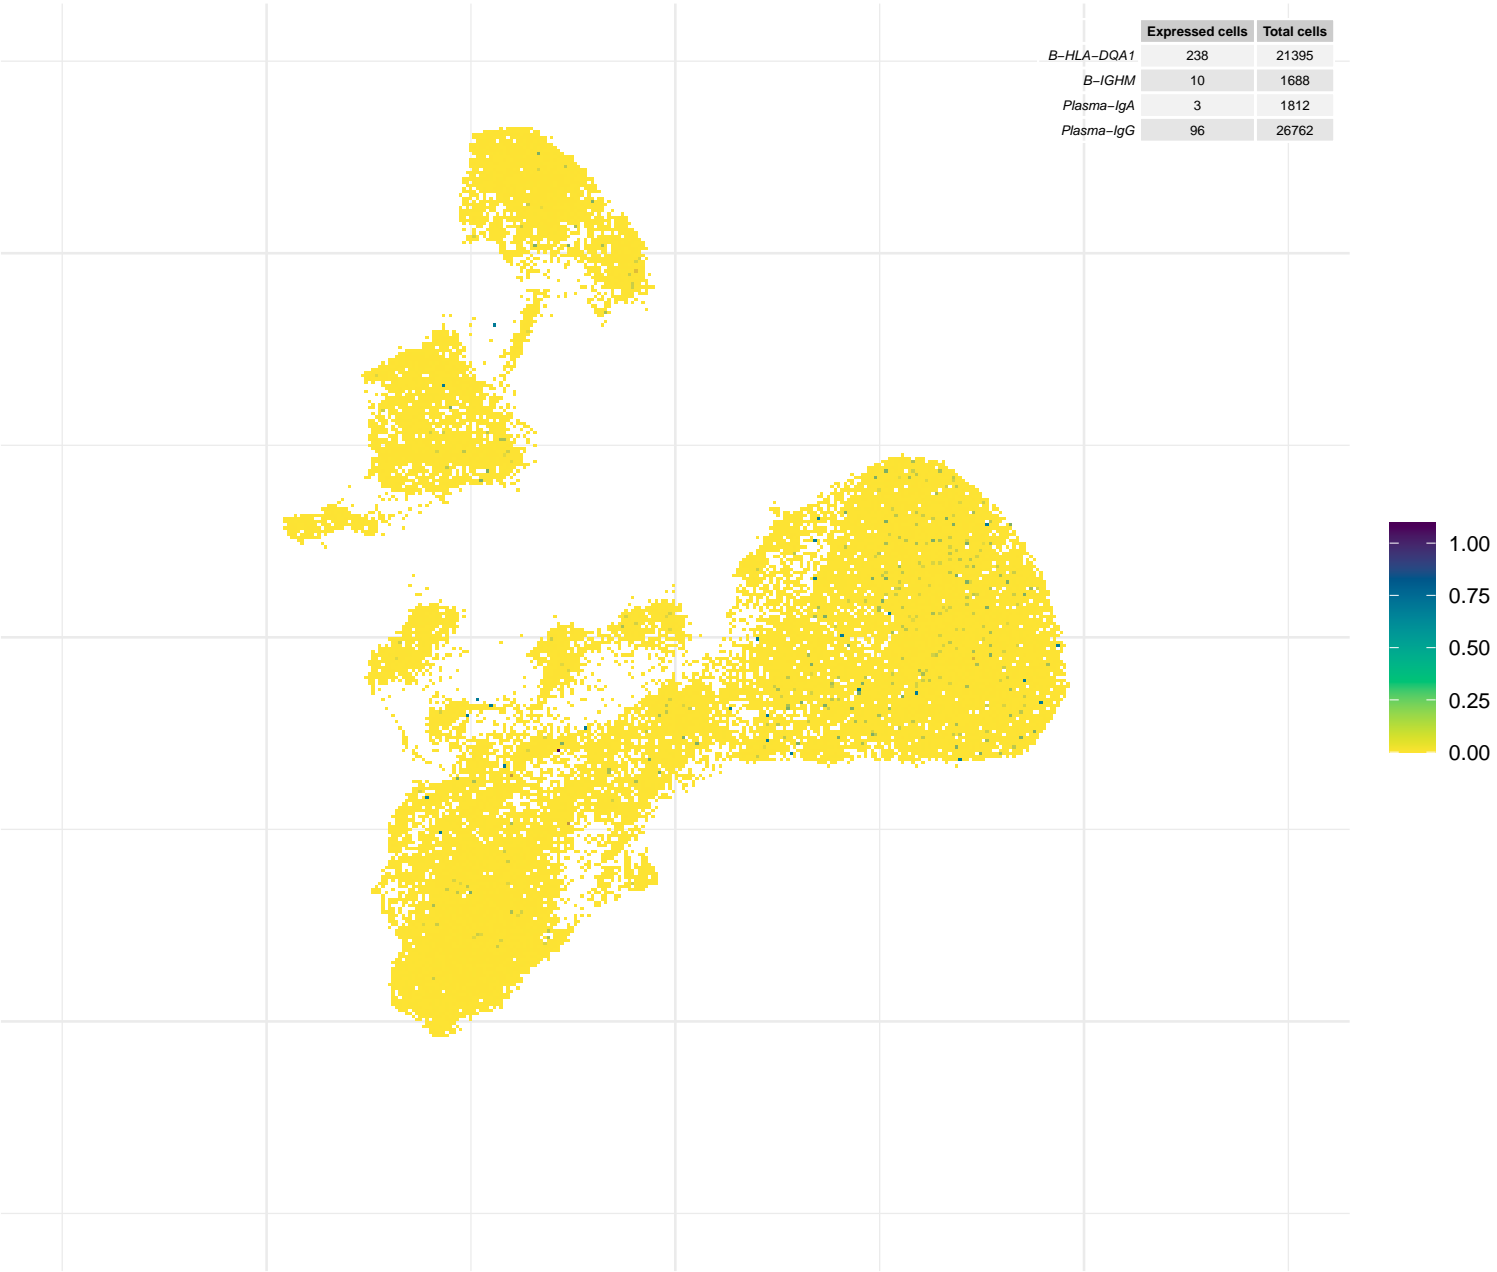 Expressed cells Total cells
B−HLA−DQA1 238 21395
B−IGHM 10 1688
Plasma−IgA 3 1812
Plasma−IgG 96 26762
1.00
0.75
0.50
0.25
0.00